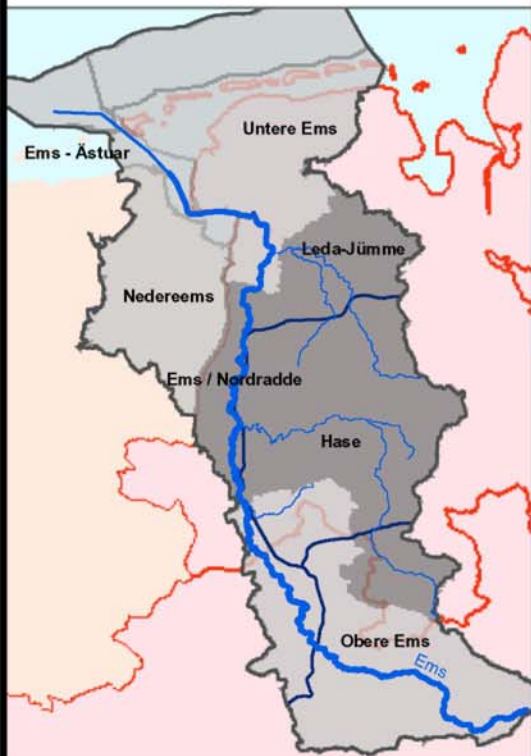 Untere Ems
Ems - Ästuar
Leda-Jümme
Nedereems
Ems / Nordradde
Hase
Obere Ems
Ems